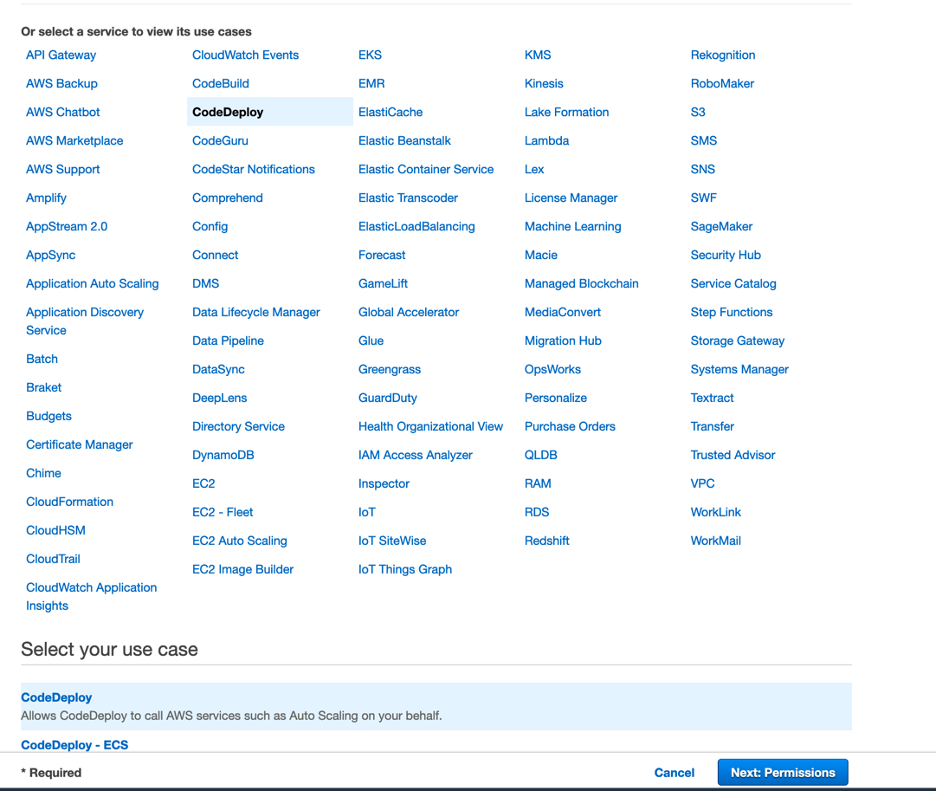 Or select a service to view its use cases
API Gateway
AWS Backup
AWS Chatbot
AWS Marketplace
AWS Support
Amplify
AppStream 2.0
AppSync
Application Auto Scaling
Application Discovery
Service
Batch
Braket
Budgets
Certificate Manager
Chime
CloudFormation
CloudHSM
CloudTrail
CloudWatch Application
Insights
CloudWatch Events
CodeBuild
CodeDeploy
CodeGuru
CodeStar Notifications
Comprehend
Config
Connect
DMS
Data Lifecycle Manager
Data Pipeline
DataSync
DeepLens
Directory Service
DynamoDB
EC2
EC2 - Fleet
EC2 Auto Scaling
EC2 Image Builder
EKS
EMR
ElastiCache
Elastic Beanstalk
Elastic Container Service
Elastic Transcoder
ElasticLoadBalancing
Forecast
GameLift
Global Accelerator
Glue
Greengrass
GuardDuty
Health Organizational View
IAM Access Analyzer
Inspector
IoT
IoT SiteWise
IoT Things Graph
KMS
Kinesis
Lake Formation
Lambda
Lex
License Manager
Machine Learning
Macie
Managed Blockchain
MediaConvert
Migration Hub
OpsWorks
Personalize
Purchase Orders
QLDB
RAM
RDS
Redshift
Rekognition
RoboMaker
S3
SMS
SNS
SWF
SageMaker
Security Hub
Service Catalog
Step Functions
Storage Gateway
Systems Manager
Textract
Transfer
Trusted Advisor
VPC
WorkLink
WorkMail
Select your use case
CodeDeploy
Allows CodeDeploy to call AWS services such as Auto Scaling on your behalf.
CodeDeploy - ECS
* Required
Cancel
Next: Permissions